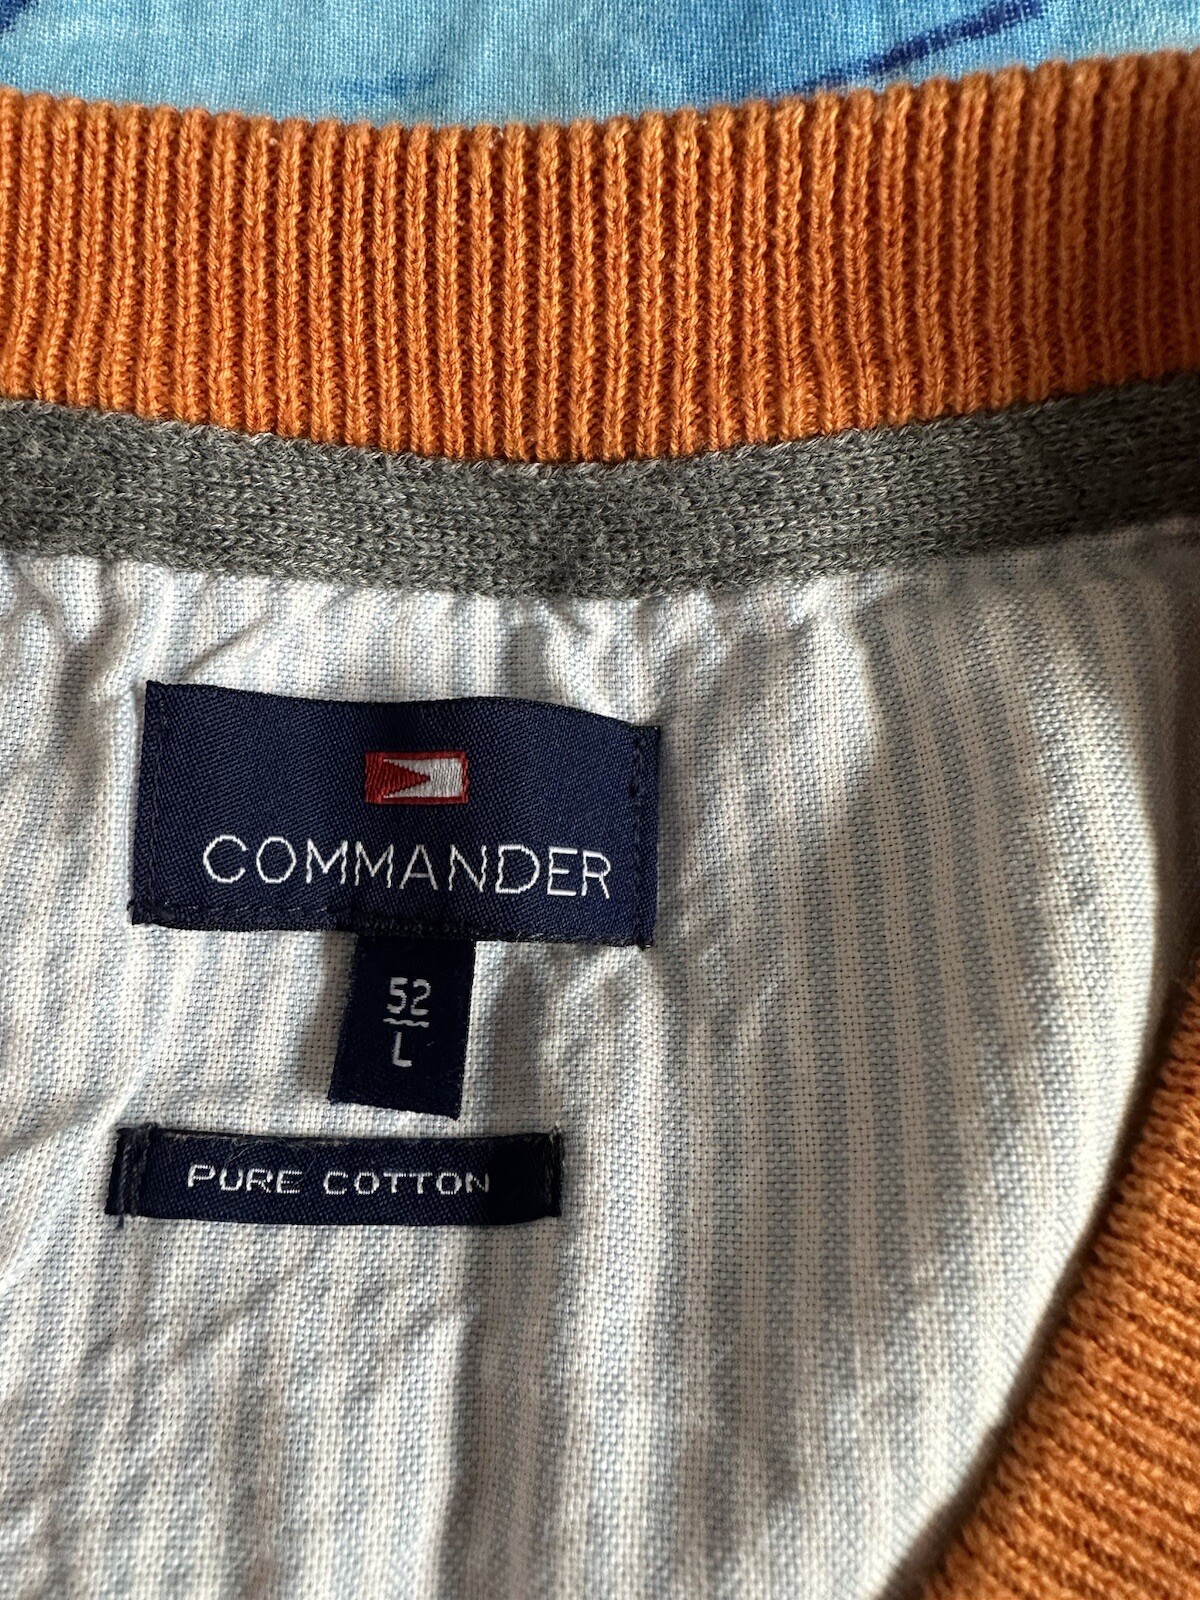 COMMANDER
52
L
PURE COTTON